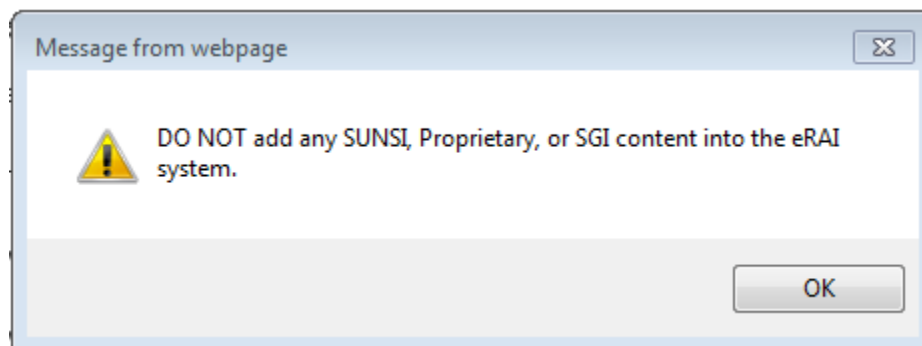 Message from webpage
DO NOT add any SUNSI, Proprietary, or SGI content into the eRAI
system.
OK